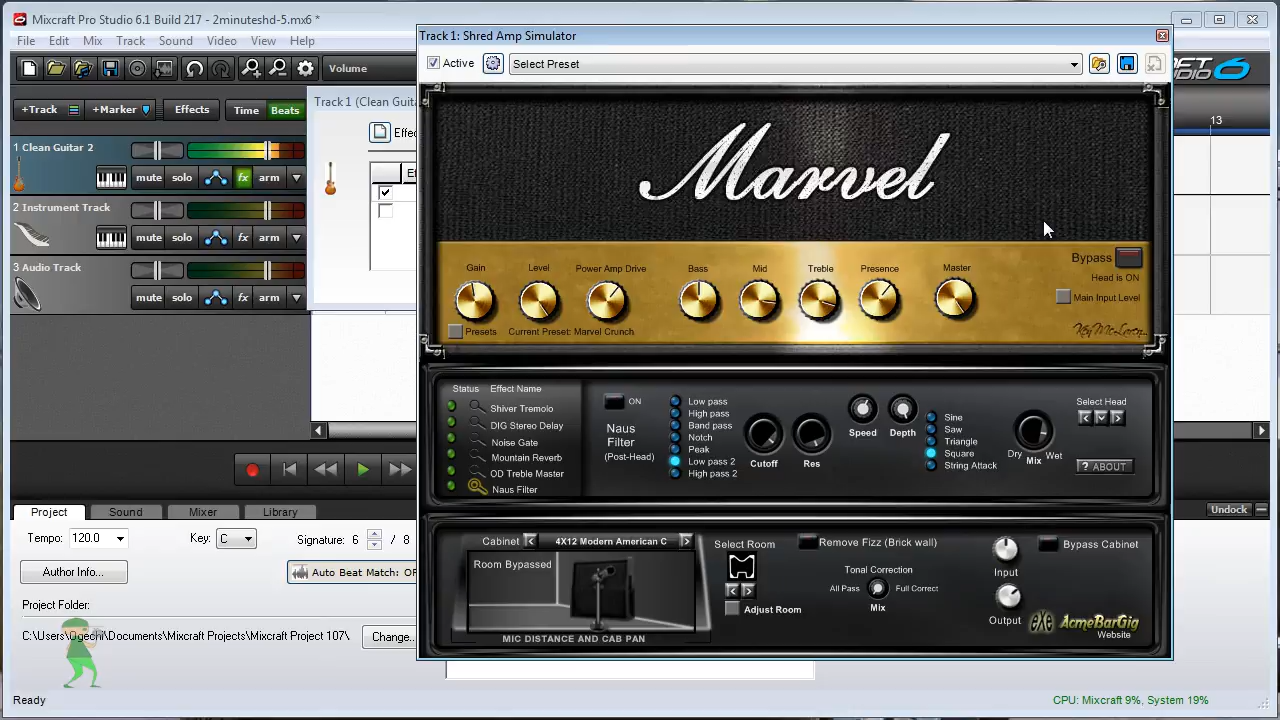 Mixcraft Pro Studio 6.1 Build 217 - 2minuteshd-5.mx6 *
File Edit Mix Track Sound Video View Help
Track 1: Shred Amp Simulator
Active Select Preset
Volume
+Track +Marker Effects Time Beats
Track 1 (Clean Guita
Effec
Ef
13
1 Clean Guitar 2
mute solo fx arm
2 Instrument Track
mute solo fx arm
3 Audio Track
mute solo fx arm
Marvel
Gain Level Power Amp Drive Bass Mid Treble Presence Master
Bypass
Head is ON
Main Input Level
Presets Current Preset: Marvel Crunch
Status Effect Name
Shiver Tremolo
DIG Stereo Delay
Noise Gate
Mountain Reverb
OD Treble Master
Naus Filter
ON
Naus
Filter
(Post-Head)
Low pass
High pass
Band pass
Notch
Peak
Low pass 2
High pass 2
Cutoff Res
Speed Depth
Sine
Saw
Triangle
Square
String Attack
Dry Mix Wet
Select Head
? ABOUT
Project Sound Mixer Library
Undock
Tempo: 120.0 Key: C Signature: 6 / 8
Author Info... Auto Beat Match: OF
Project Folder:
C:\Users\Ogechi\Documents\Mixcraft Projects\Mixcraft Project 107\ Change..
Cabinet 4X12 Modern American C
Room Bypassed
MIC DISTANCE AND CAB PAN
Select Room
Adjust Room
Remove Fizz (Brick wall)
Tonal Correction
All Pass Full Correct
Mix
Input
Output
Bypass Cabinet
AcmeBarGig
Website
Ready
CPU: Mixcraft 9%, System 19%